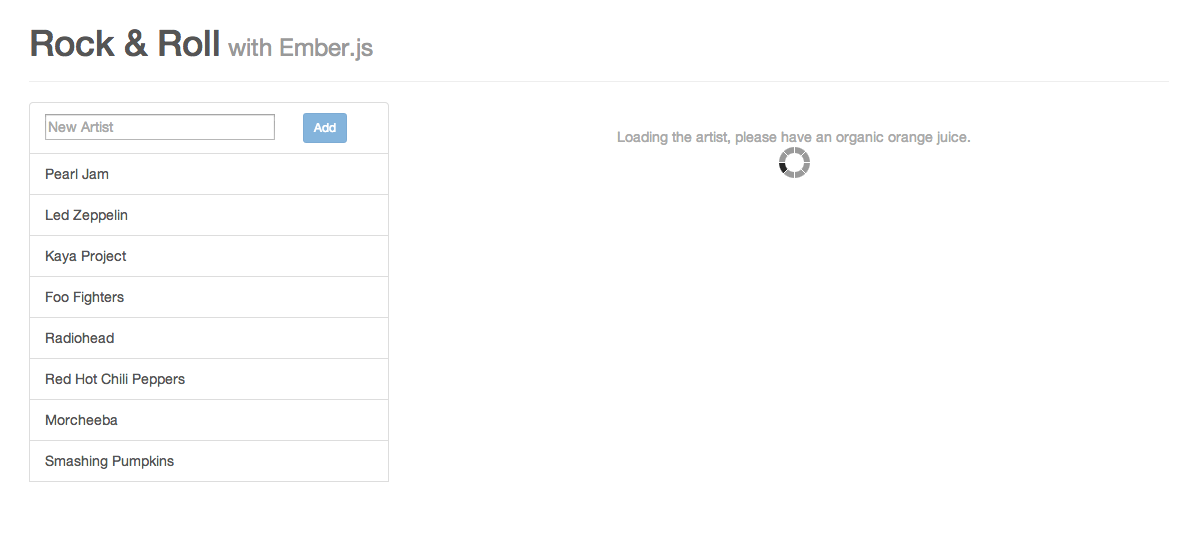 Rock & Roll with Ember.js
New Artist
Add
Pearl Jam
Led Zeppelin
Kaya Project
Foo Fighters
Radiohead
Red Hot Chili Peppers
Morcheeba
Smashing Pumpkins
Loading the artist, please have an organic orange juice.